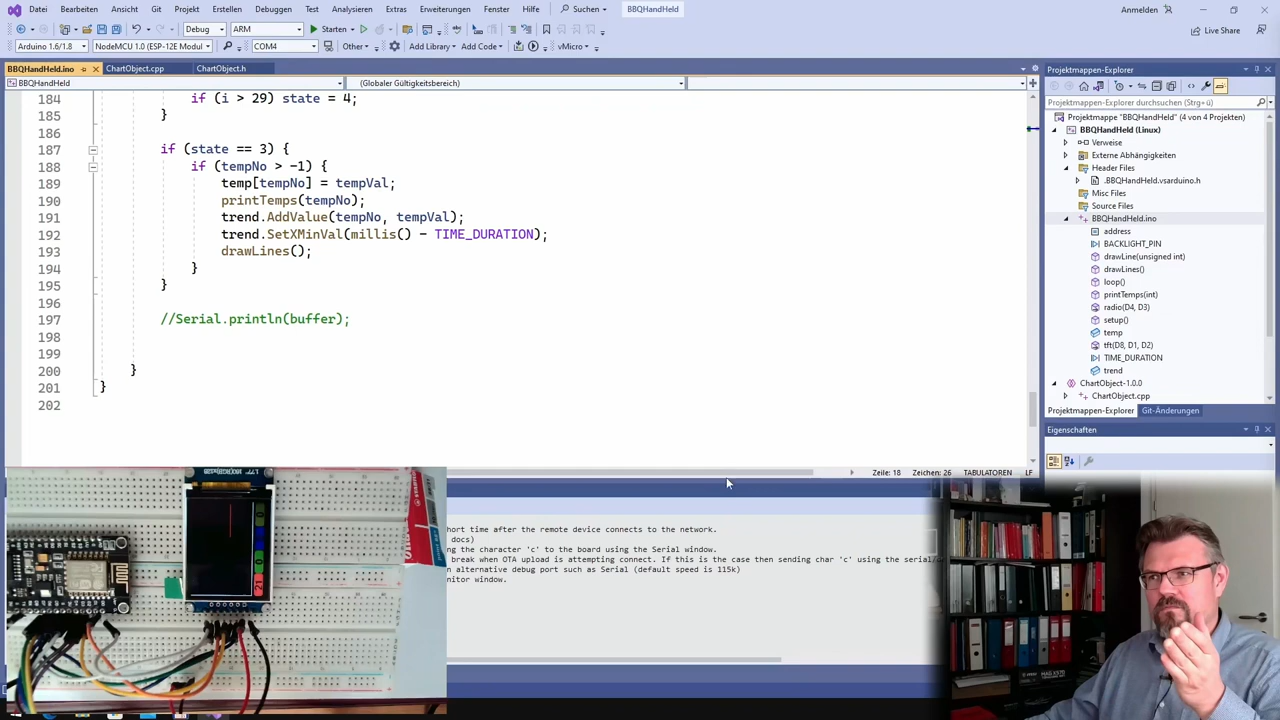 Datei Bearbeiten Ansicht Git Projekt Erstellen Debuggen Test Analysieren Extras Erweiterungen Fenster Hilfe Suchen BBQHandHeld Anmelden
Debug ARM Starten Live Share
Arduino 1.6/1.8 NodeMCU 1.0 (ESP-12E Modul COM4 Other Add Library Add Code vMicro
BBQHandHeld.ino ChartObject.cpp ChartObject.h
BBQHandHeld (Globaler Gültigkeitsbereich)
184 if (i > 29) state = 4;
185 }
186
187 if (state == 3) {
188 if (tempNo > -1) {
189 temp[tempNo] = tempVal;
190 printTemps(tempNo);
191 trend.AddValue(tempNo, tempVal);
192 trend.SetXMinVal(millis() - TIME_DURATION);
193 drawLines();
194 }
195 }
196
197 //Serial.println(buffer);
198
199
200 }
201 }
202
Zeile: 18 Zeichen: 26 TABULATOREN LF
hort time after the remote device connects to the network.
docs)
ng the character 'c' to the board using the Serial window.
break when OTA upload is attempting connect. If this is the case then sending char 'c' using the serial/
n alternative debug port such as Serial (default speed is 115k)
nitor window.
Projektmappen-Explorer
Projektmappen-Explorer durchsuchen (Strg+ü)
Projektmappe "BBQHandHeld" (4 von 4 Projekten)
BBQHandHeld (Linux)
Verweise
Externe Abhängigkeiten
Header Files
.BBQHandHeld.vsarduino.h
Misc Files
Source Files
BBQHandHeld.ino
address
BACKLIGHT_PIN
drawLine(unsigned int)
drawLines()
loop()
printTemps(int)
radio(D4, D3)
setup()
temp
tft(D8, D1, D2)
TIME_DURATION
trend
ChartObject-1.0.0
ChartObject.cpp
Projektmappen-Explorer Git-Änderungen
Eigenschaften
21